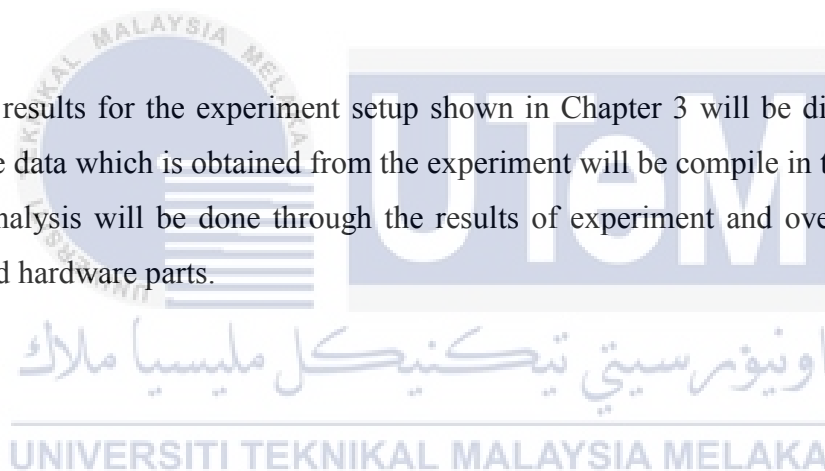 UTeM
results for the experiment setup shown in Chapter 3 will be di
e data which is obtained from the experiment will be compile in t
nalysis will be done through the results of experiment and ove
d hardware parts.
اونيۏرسيتي تيكنيكل مليسيا ملاك
UNIVERSITI TEKNIKAL MALAYSIA MELAKA